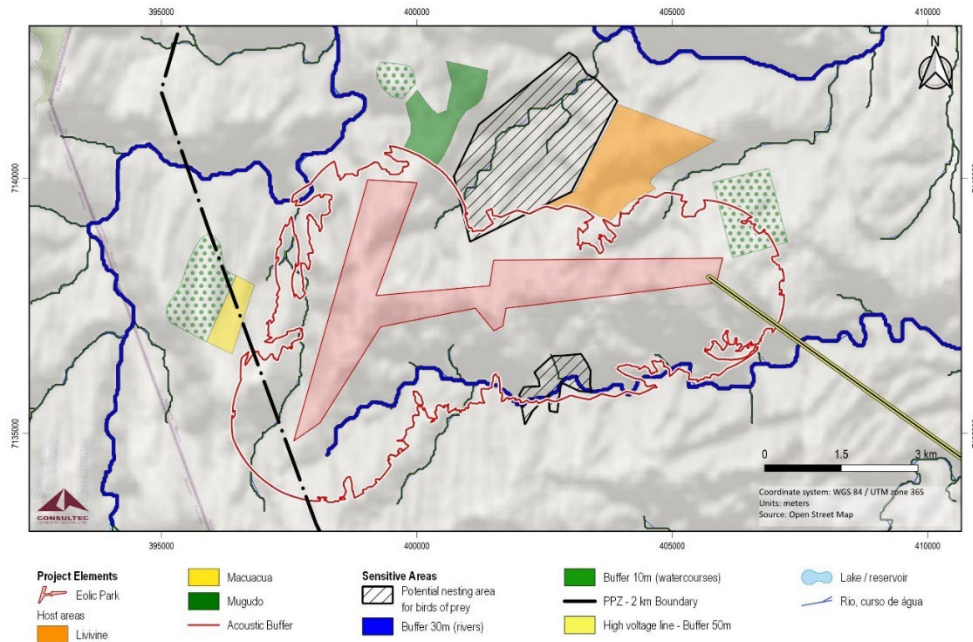 395000 400000 405000 410000
N
7140000
7135000
0 1.5 3 km
Coordinate system: WGS 84 / UTM zone 36S
Units: meters
Source: Open Street Map
CONSULTEC
395000 400000 405000 410000
Project Elements
Eolic Park
Host areas
Livivine
Macuacua
Mugudo
Acoustic Buffer
Sensitive Areas
Potential nesting area
for birds of prey
Buffer 30m (rivers)
Buffer 10m (watercourses)
PPZ - 2 km Boundary
High voltage line - Buffer 50m
Lake / reservoir
Rio, curso de água